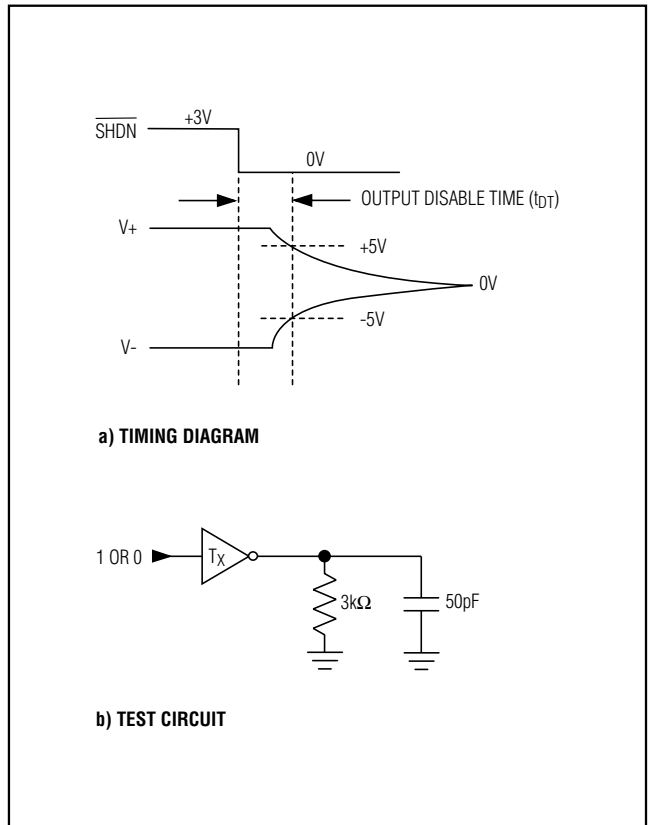 +3V
SHDN
0V
OUTPUT DISABLE TIME (tDT)
V+
+5V
0V
-5V
V-
a) TIMING DIAGRAM
1 OR 0
TX
3kΩ
50pF
b) TEST CIRCUIT